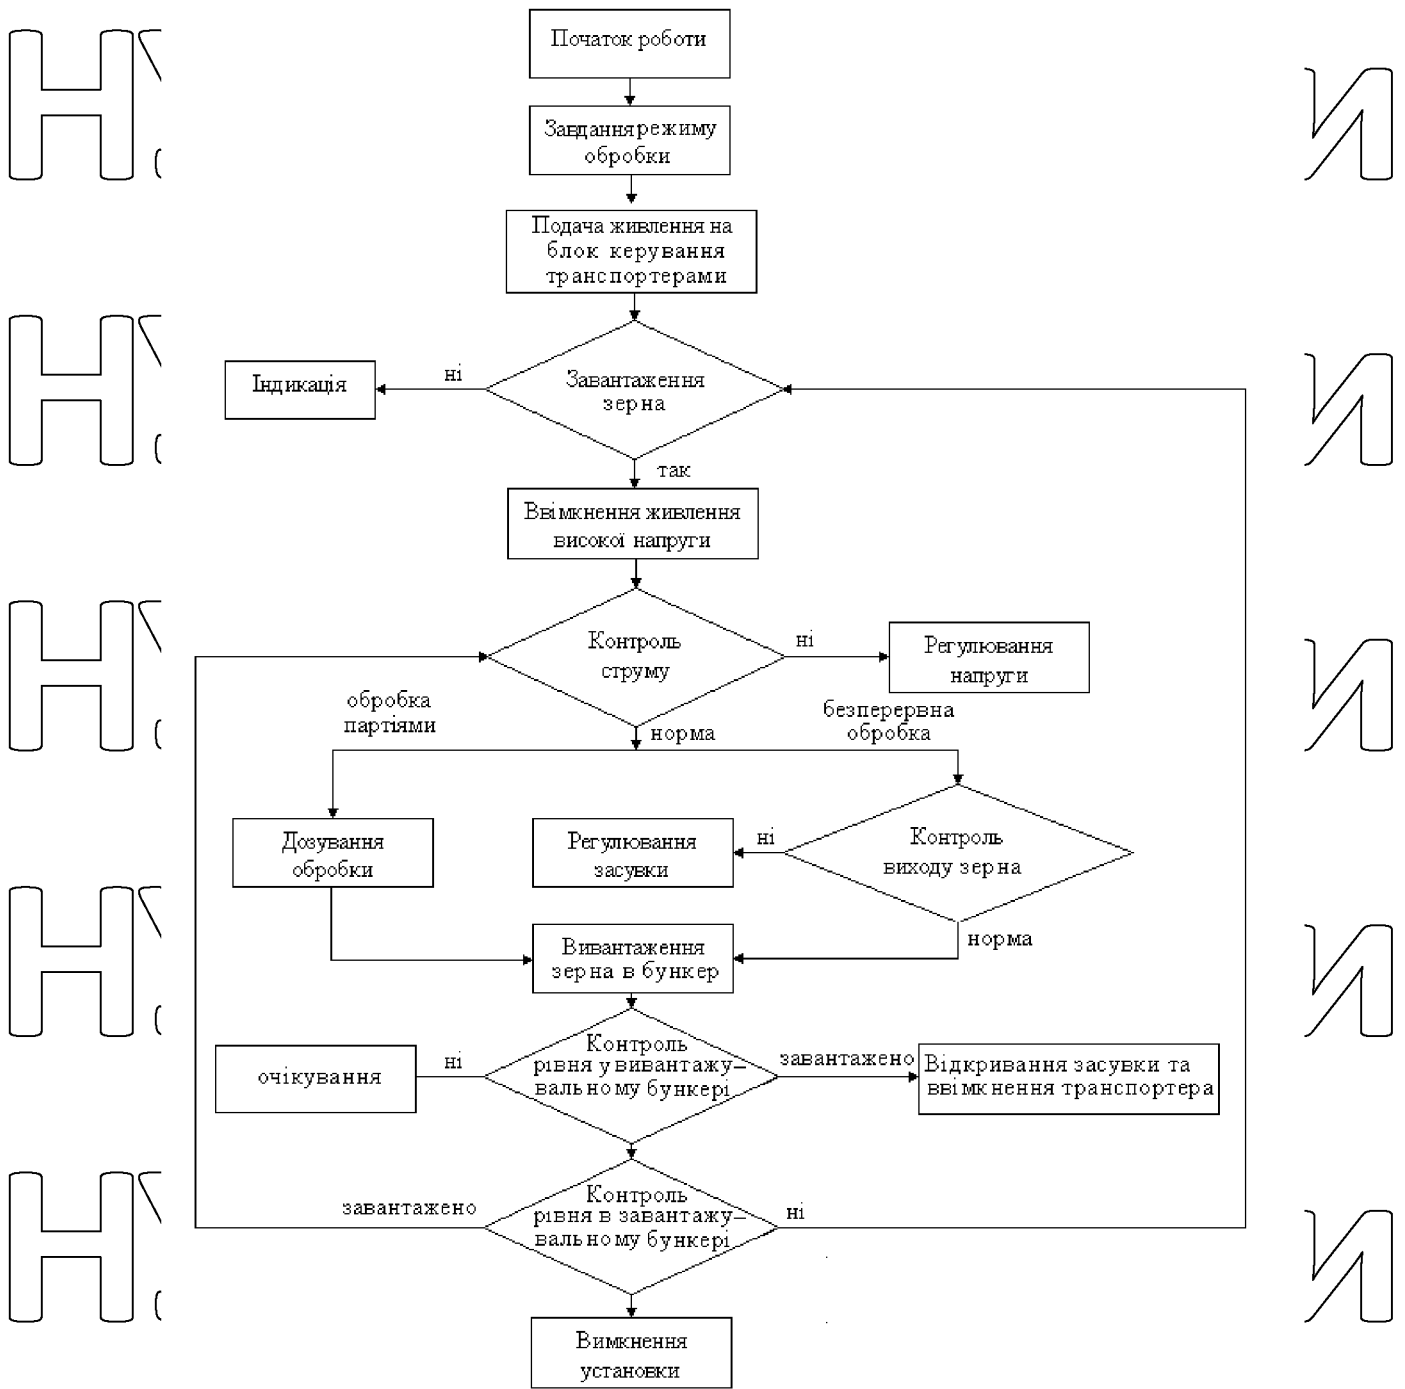 Початок роботи
Завдання режиму
обробки
Подача живлення на
блок керування
транспортерами
Завантаження
зерна
ні
Індикація
так
Ввімкнення живлення
високої напруги
Контроль
струму
ні
Регулювання
напруги
обробка
партіями
норма
безперервна
обробка
Дозування
обробки
Регулювання
засувки
ні
Контроль
виходу зерна
норма
Вивантаження
зерна в бункер
очікування
ні
Контроль
рівня у вивантажу–
вальному бункері
завантажено
Відкривання засувки та
ввімкнення транспортера
завантажено
Контроль
рівня в завантажу–
вальному бункері
ні
Вимкнення
установки